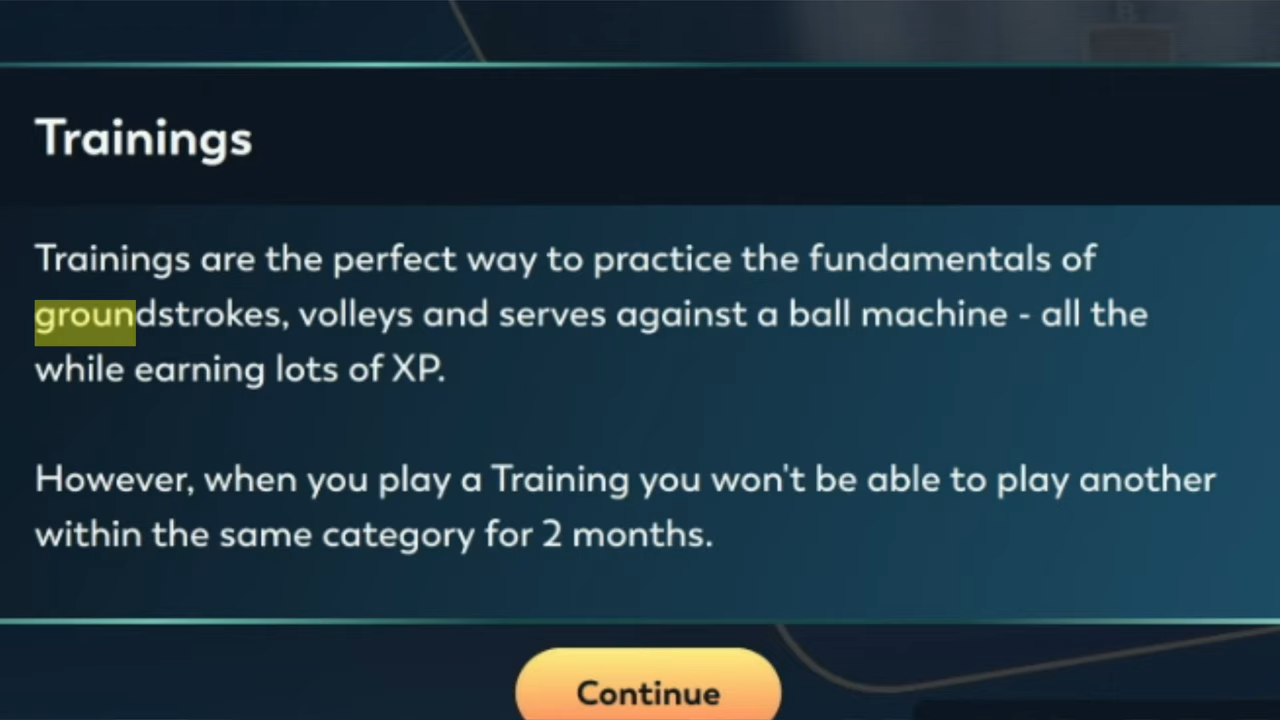 Trainings
Trainings are the perfect way to practice the fundamentals of
groundstrokes, volleys and serves against a ball machine - all the
while earning lots of XP.
However, when you play a Training you won't be able to play another
within the same category for 2 months.
Continue